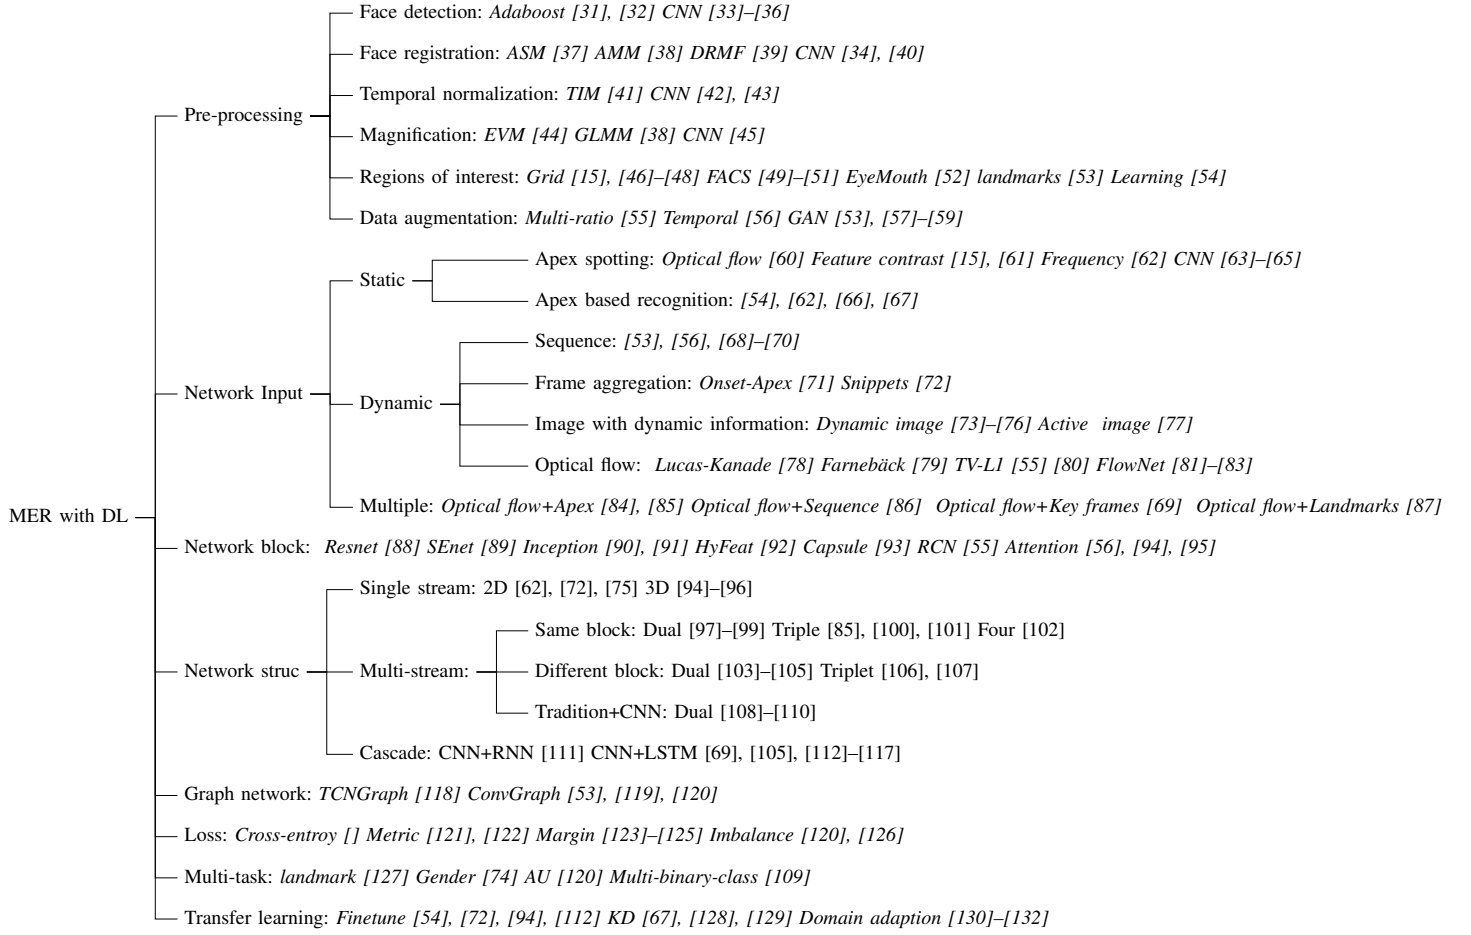 Face detection: Adaboost [31], [32] CNN [33]–[36]
Face registration: ASM [37] AMM [38] DRMF [39] CNN [34], [40]
Temporal normalization: TIM [41] CNN [42], [43]
Pre-processing
Magnification: EVM [44] GLMM [38] CNN [45]
Regions of interest: Grid [15], [46]–[48] FACS [49]–[51] EyeMouth [52] landmarks [53] Learning [54]
Data augmentation: Multi-ratio [55] Temporal [56] GAN [53], [57]–[59]
Apex spotting: Optical flow [60] Feature contrast [15], [61] Frequency [62] CNN [63]–[65]
Static
Apex based recognition: [54], [62], [66], [67]
Sequence: [53], [56], [68]–[70]
Frame aggregation: Onset-Apex [71] Snippets [72]
Network Input
Dynamic
Image with dynamic information: Dynamic image [73]–[76] Active image [77]
Optical flow: Lucas-Kanade [78] Farnebäck [79] TV-L1 [55] [80] FlowNet [81]–[83]
Multiple: Optical flow+Apex [84], [85] Optical flow+Sequence [86] Optical flow+Key frames [69] Optical flow+Landmarks [87]
MER with DL
Network block: Resnet [88] SEnet [89] Inception [90], [91] HyFeat [92] Capsule [93] RCN [55] Attention [56], [94], [95]
Single stream: 2D [62], [72], [75] 3D [94]–[96]
Same block: Dual [97]–[99] Triple [85], [100], [101] Four [102]
Network struc
Multi-stream:
Different block: Dual [103]–[105] Triplet [106], [107]
Tradition+CNN: Dual [108]–[110]
Cascade: CNN+RNN [111] CNN+LSTM [69], [105], [112]–[117]
Graph network: TCNGraph [118] ConvGraph [53], [119], [120]
Loss: Cross-entroy [] Metric [121], [122] Margin [123]–[125] Imbalance [120], [126]
Multi-task: landmark [127] Gender [74] AU [120] Multi-binary-class [109]
Transfer learning: Finetune [54], [72], [94], [112] KD [67], [128], [129] Domain adaption [130]–[132]